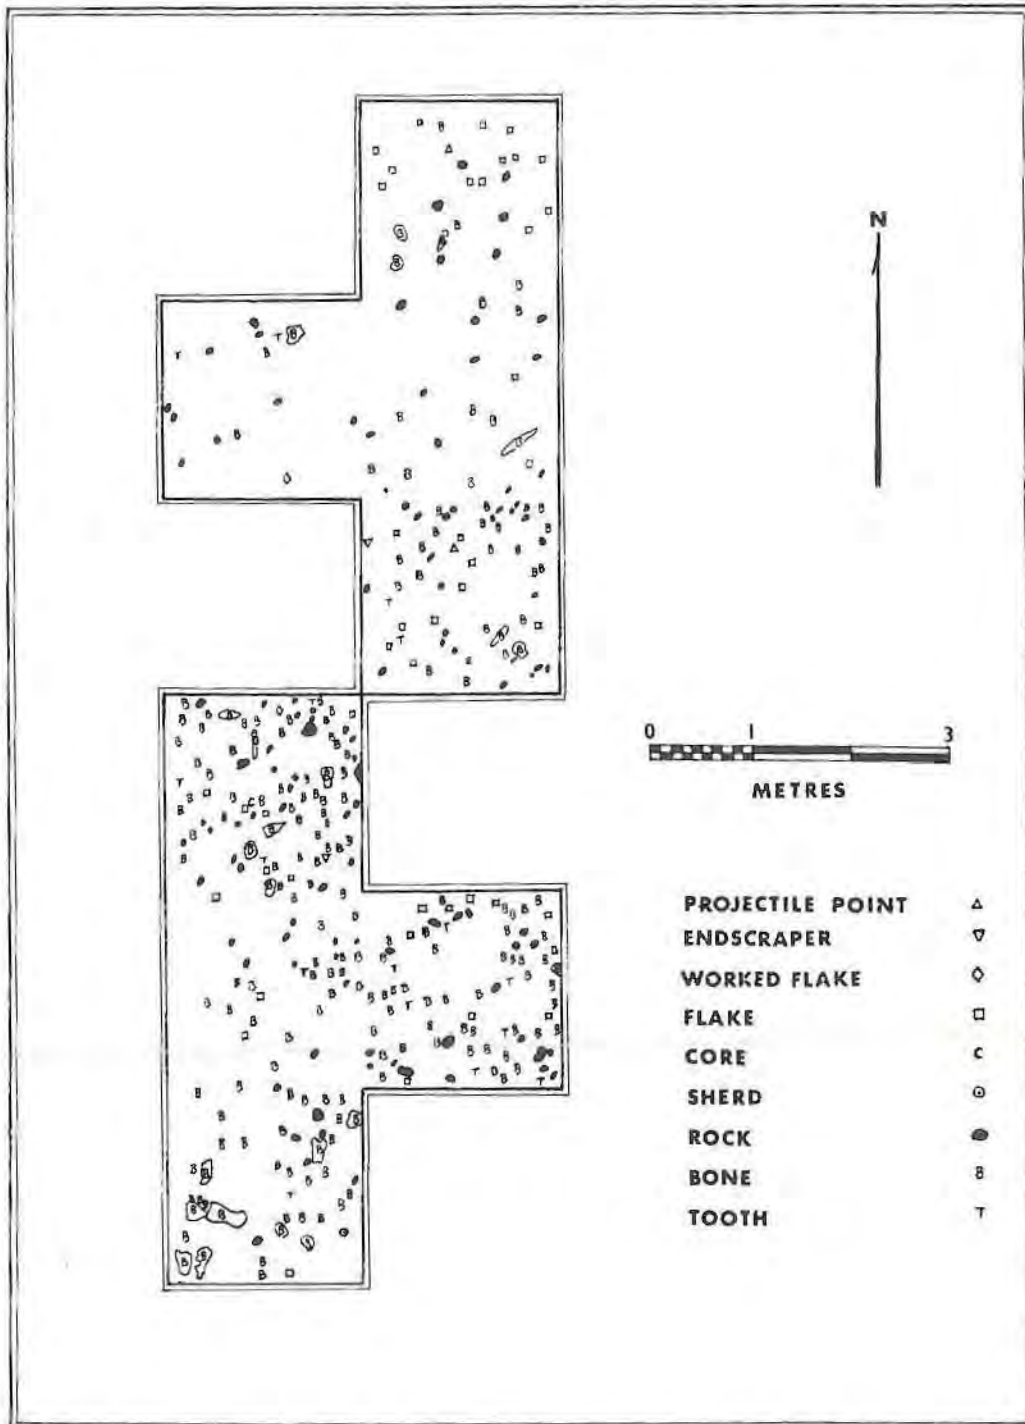 N
0 1 3
METRES
PROJECTILE POINT
ENDSCRAPER
WORKED FLAKE
FLAKE
CORE C
SHERD
ROCK
BONE B
TOOTH T